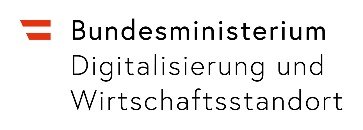 Bundesministerium
Digitalisierung und
Wirtschaftsstandort